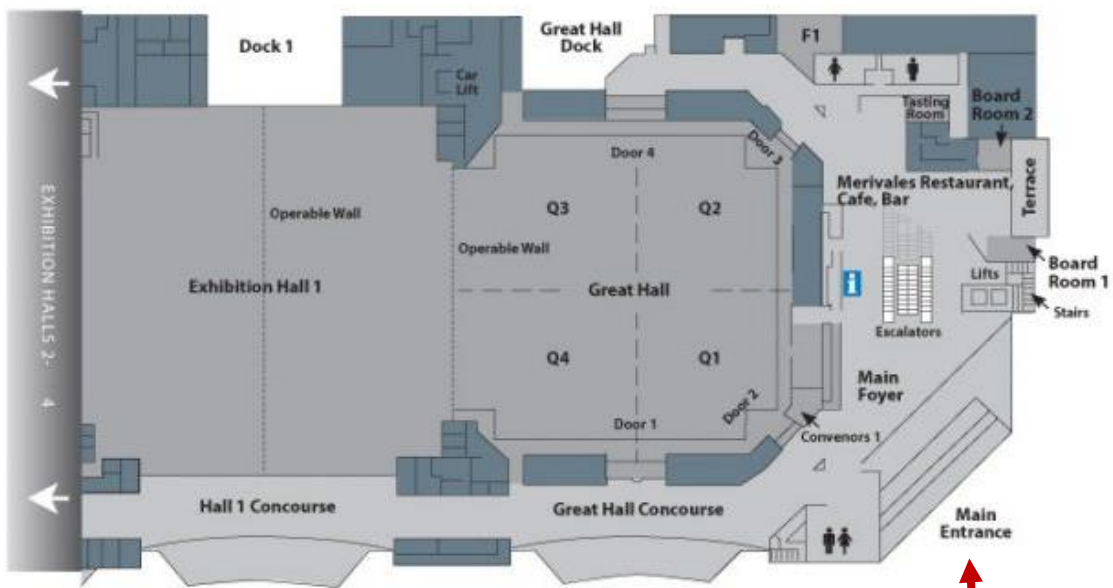 Dock 1
Great Hall
Dock
F1
Car
Lift
Tasting
Room
Board
Room 2
Door 4
Door 3
Merivales Restaurant,
Cafe, Bar
Terrace
Q3
Q2
Operable Wall
Operable Wall
EXHIBITION HALLS 2- 4
Exhibition Hall 1
Great Hall
i
Lifts
Board
Room 1
Stairs
Escalators
Q4
Q1
Main
Foyer
Door 2
Door 1
Convenors 1
Hall 1 Concourse
Great Hall Concourse
Main
Entrance